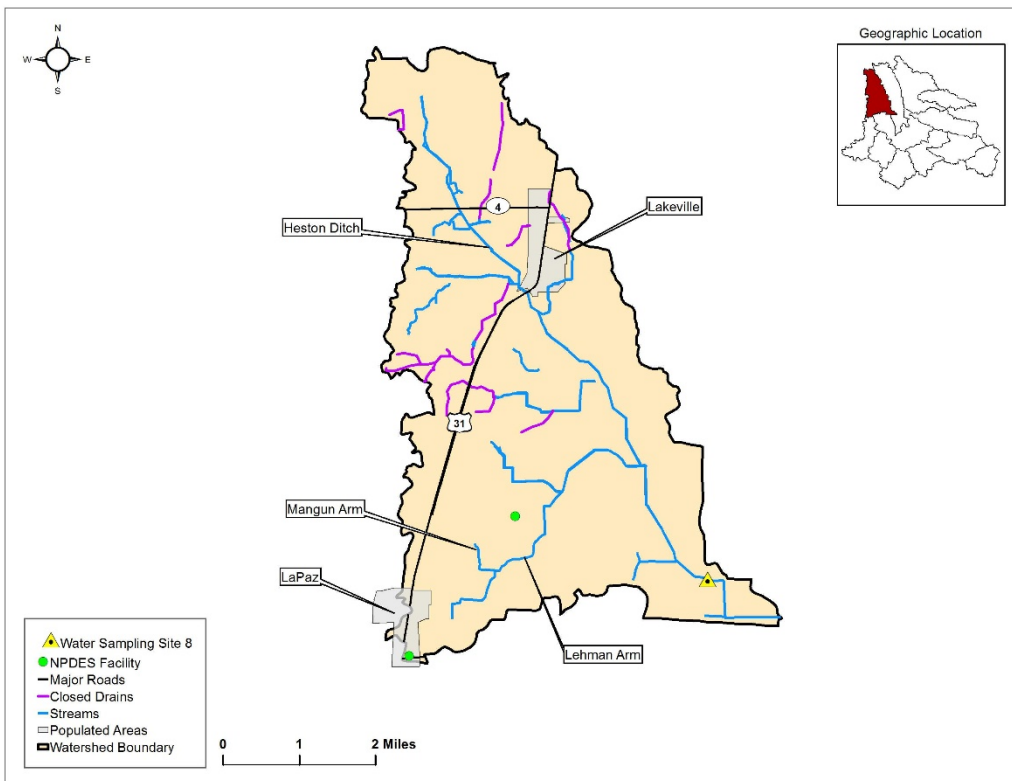 N
W E
S
Geographic Location
4
Lakeville
Heston Ditch
31
Mangun Arm
LaPaz
Lehman Arm
Water Sampling Site 8
NPDES Facility
Major Roads
Closed Drains
Streams
Populated Areas
Watershed Boundary
0 1 2 Miles